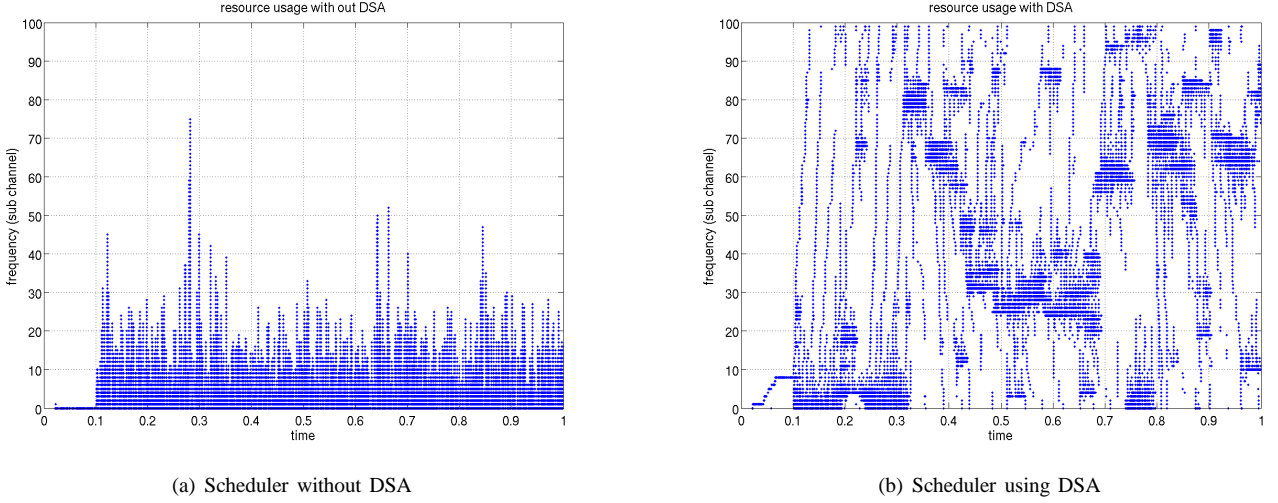 resource usage with out DSA
100
90
80
70
60
50
40
30
20
10
0
frequency (sub channel)
0 0.1 0.2 0.3 0.4 0.5 0.6 0.7 0.8 0.9 1
time
(a) Scheduler without DSA
resource usage with DSA
100
90
80
70
60
50
40
30
20
10
0
frequency (sub channel)
0 0.1 0.2 0.3 0.4 0.5 0.6 0.7 0.8 0.9 1
time
(b) Scheduler using DSA